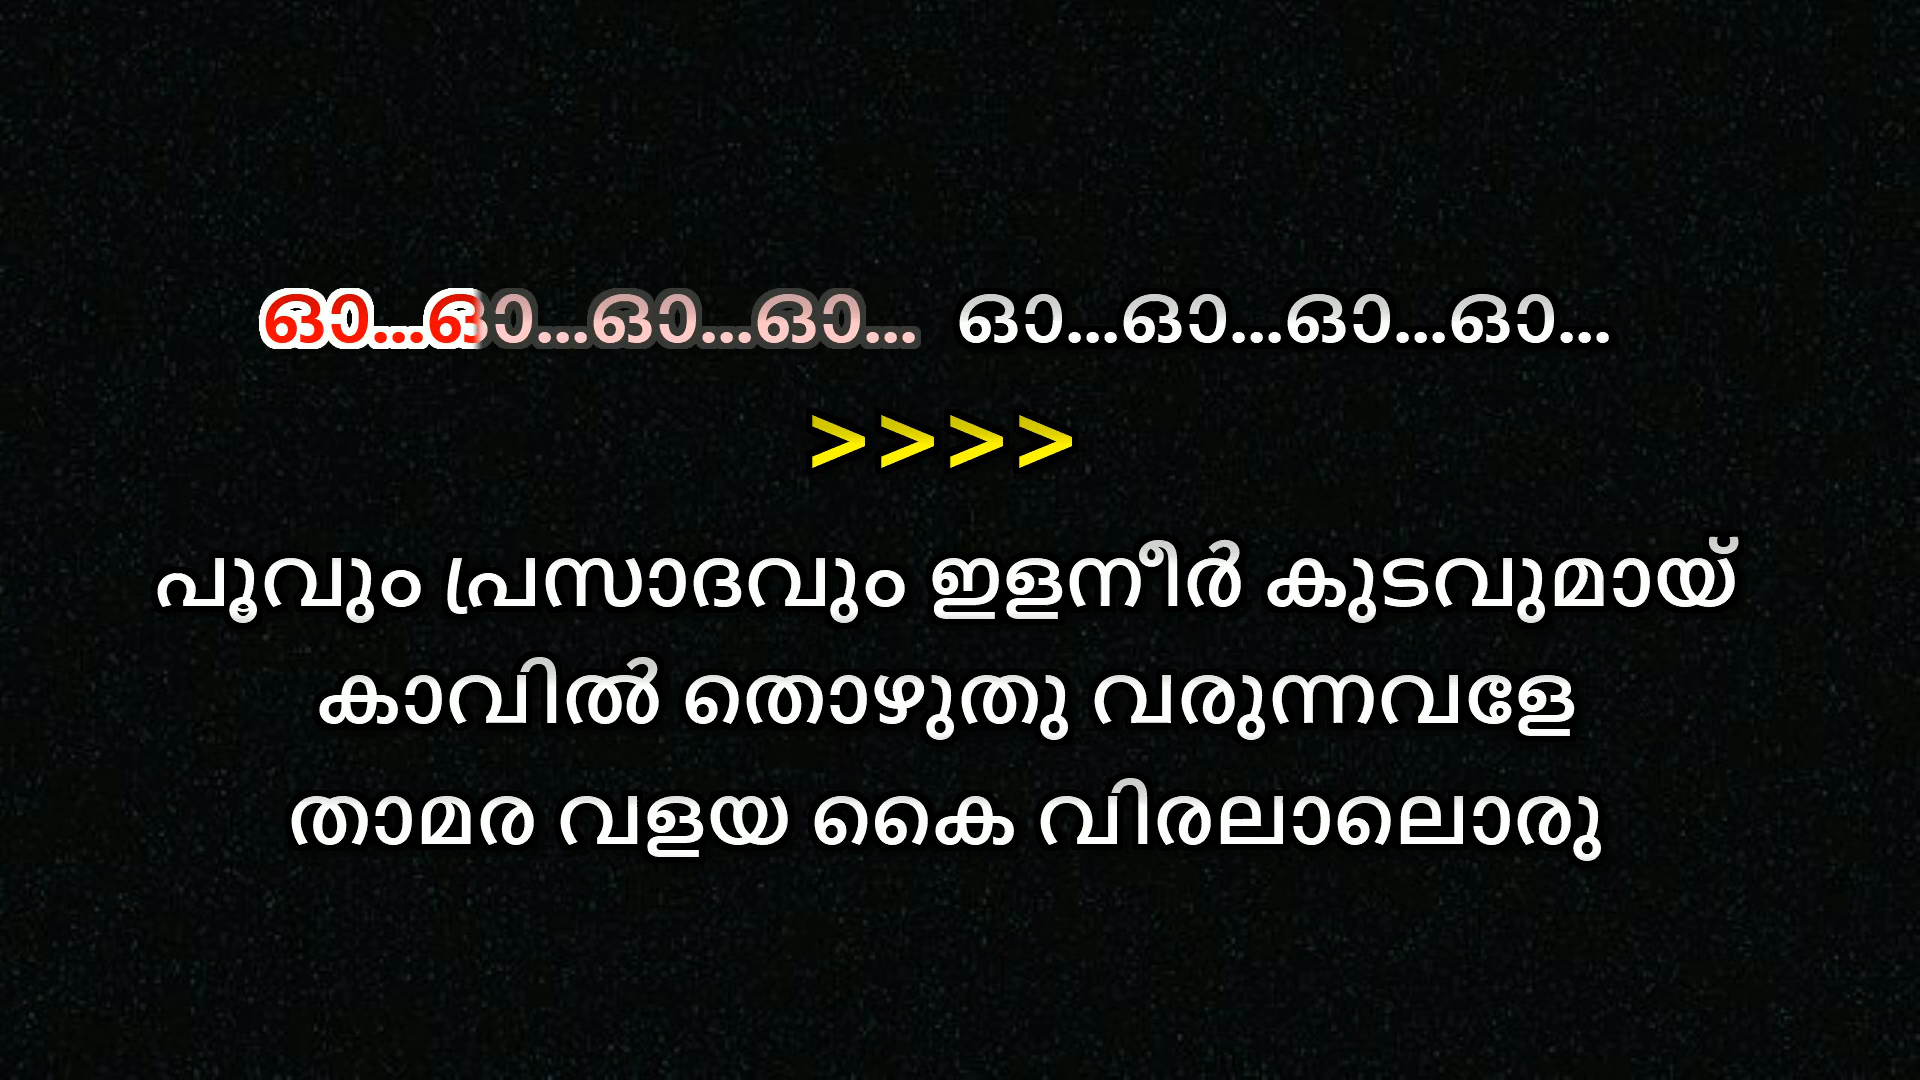 ഓാ...ഓാ...ഓാ...ഓാ... ഓാ...ഓാ...ഓാ...ഓാ...
>>>>
പൂവും പ്രസാദവും ഇളനീർ കുടവുമായ്
കാവിൽ തൊഴുതു വരുന്നവളേ
താമര വളയ കൈ വിരലാലൊരു